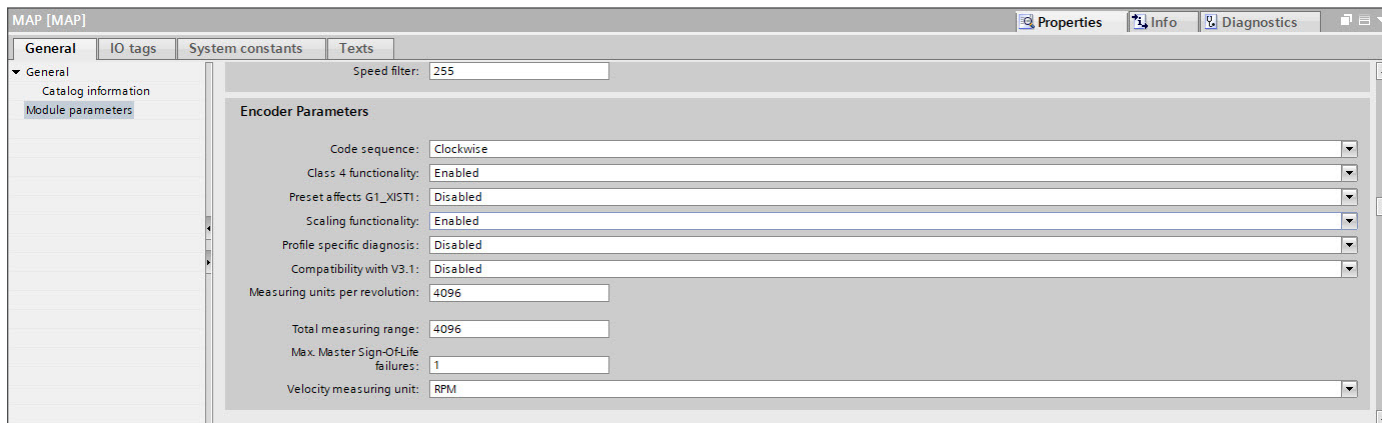 MAP [MAP]
Properties
Info
Diagnostics
General
IO tags
System constants
Texts
General
Catalog information
Module parameters
Speed filter: 255
Encoder Parameters
Code sequence: Clockwise
Class 4 functionality: Enabled
Preset affects G1_XIST1: Disabled
Scaling functionality: Enabled
Profile specific diagnosis: Disabled
Compatibility with V3.1: Disabled
Measuring units per revolution: 4096
Total measuring range: 4096
Max. Master Sign-Of-Life
failures: 1
Velocity measuring unit: RPM